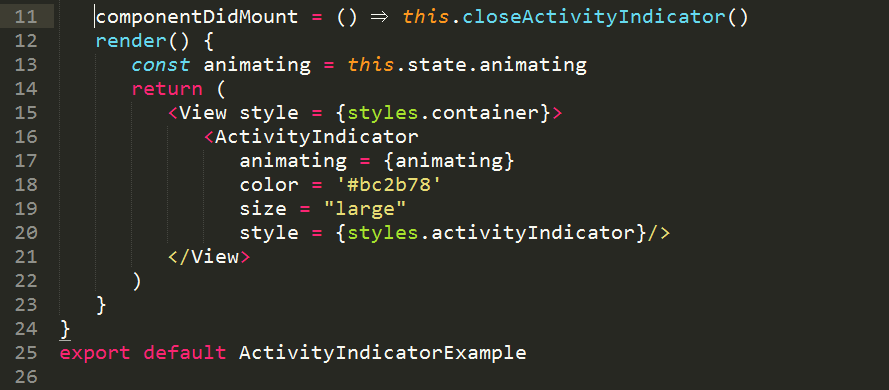 11 componentDidMount = () => this.closeActivityIndicator()
12 render() {
13 const animating = this.state.animating
14 return (
15 <View style = {styles.container}>
16 <ActivityIndicator
17 animating = {animating}
18 color = '#bc2b78'
19 size = "large"
20 style = {styles.activityIndicator}/>
21 </View>
22 )
23 }
24 }
25 export default ActivityIndicatorExample
26